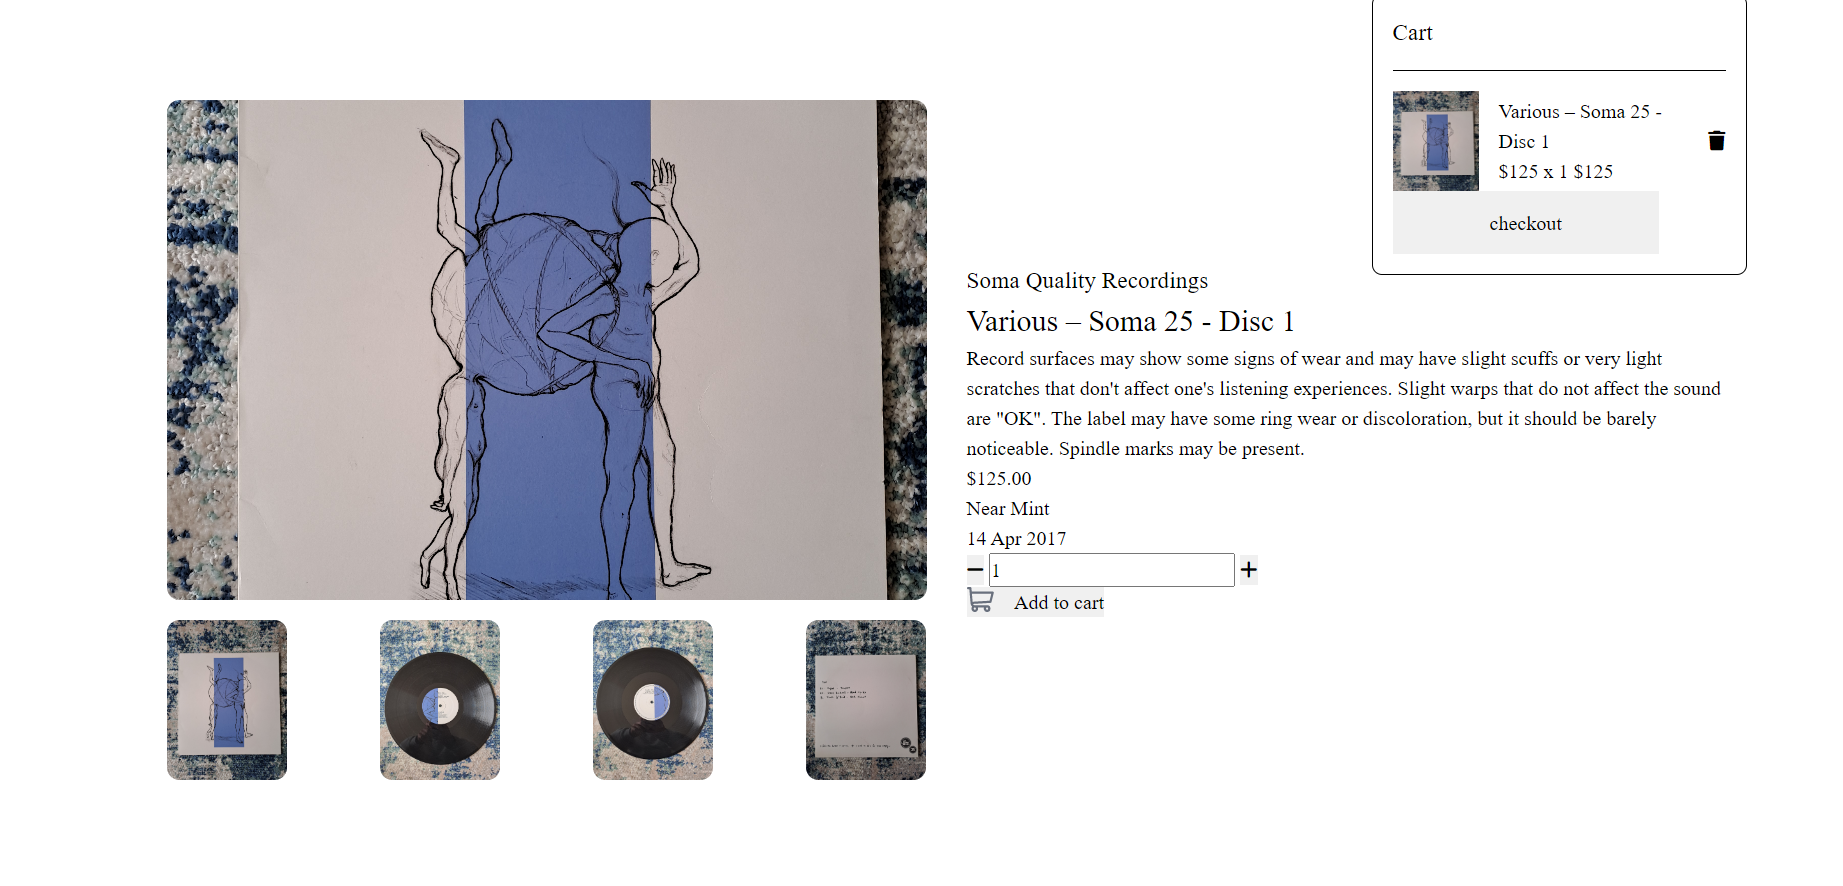 Cart
Various – Soma 25 -
Disc 1
$125 x 1 $125
checkout
Soma Quality Recordings
Various – Soma 25 - Disc 1
Record surfaces may show some signs of wear and may have slight scuffs or very light
scratches that don't affect one's listening experiences. Slight warps that do not affect the sound
are "OK". The label may have some ring wear or discoloration, but it should be barely
noticeable. Spindle marks may be present.
$125.00
Near Mint
14 Apr 2017
1
Add to cart